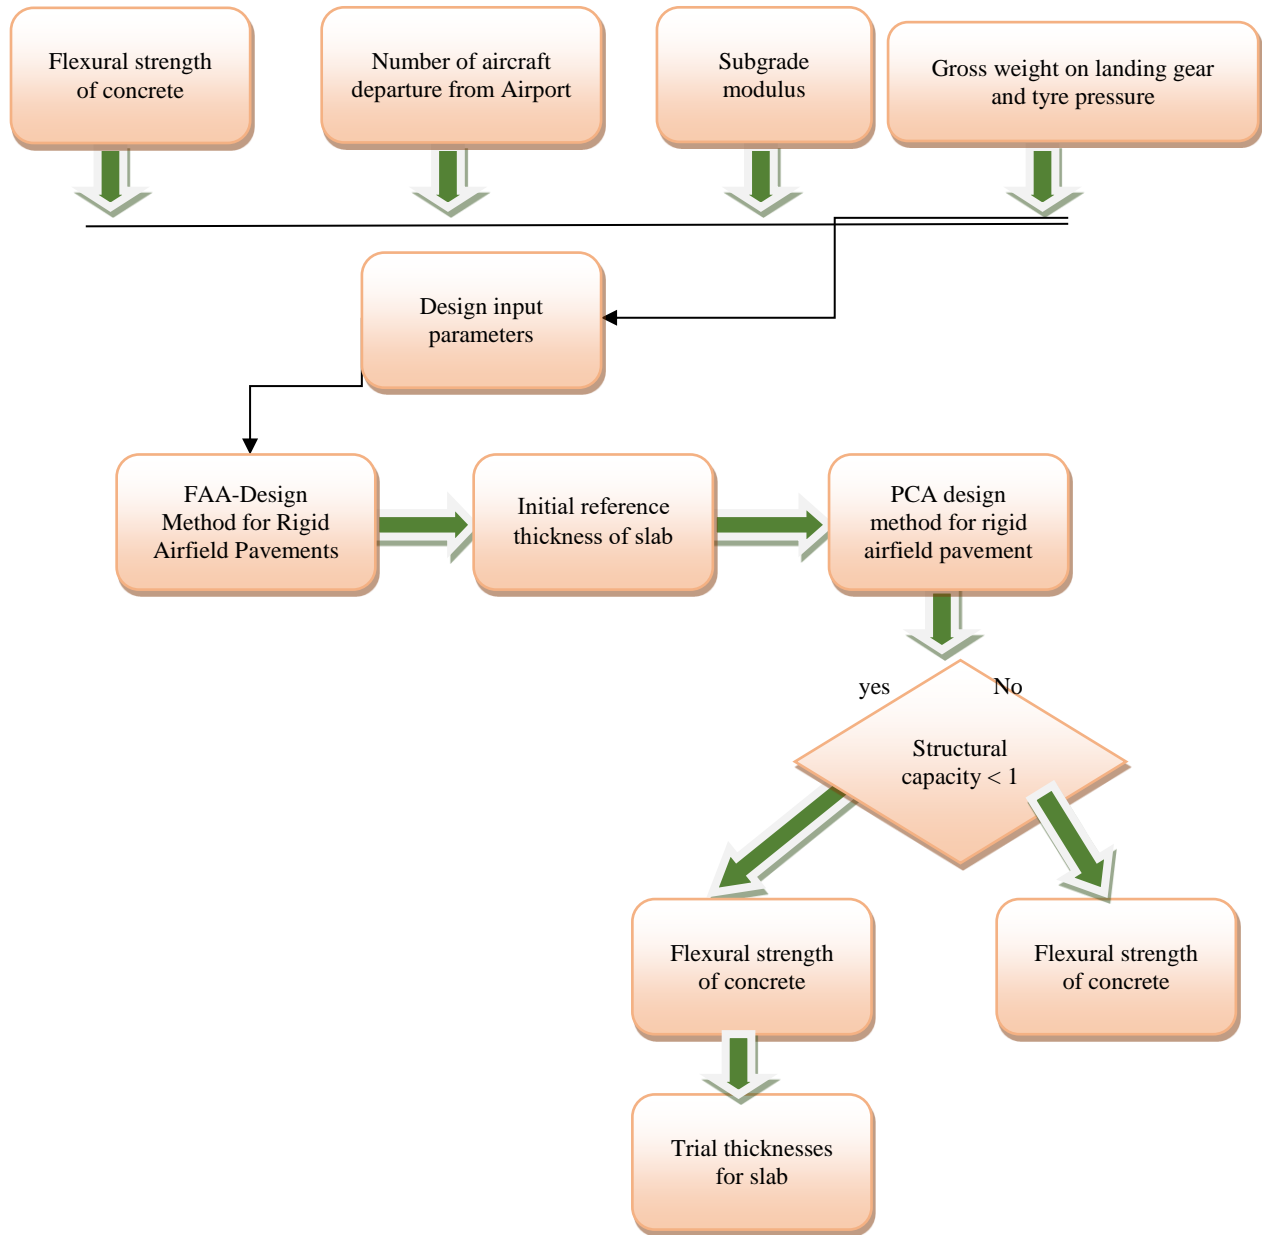 Flexural strength
of concrete
Number of aircraft
departure from Airport
Subgrade
modulus
Gross weight on landing gear
and tyre pressure
Design input
parameters
FAA-Design
Method for Rigid
Airfield Pavements
Initial reference
thickness of slab
PCA design
method for rigid
airfield pavement
yes
No
Structural
capacity < 1
Flexural strength
of concrete
Flexural strength
of concrete
Trial thicknesses
for slab